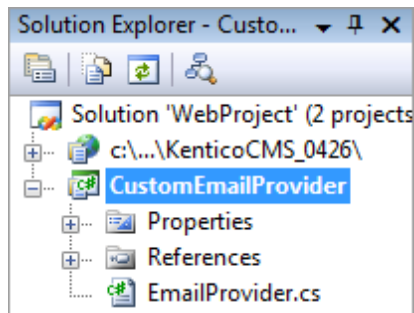 Solution Explorer - Custo...
Solution 'WebProject' (2 projects
c:\...\KenticoCMS_0426\
CustomEmailProvider
Properties
References
EmailProvider.cs